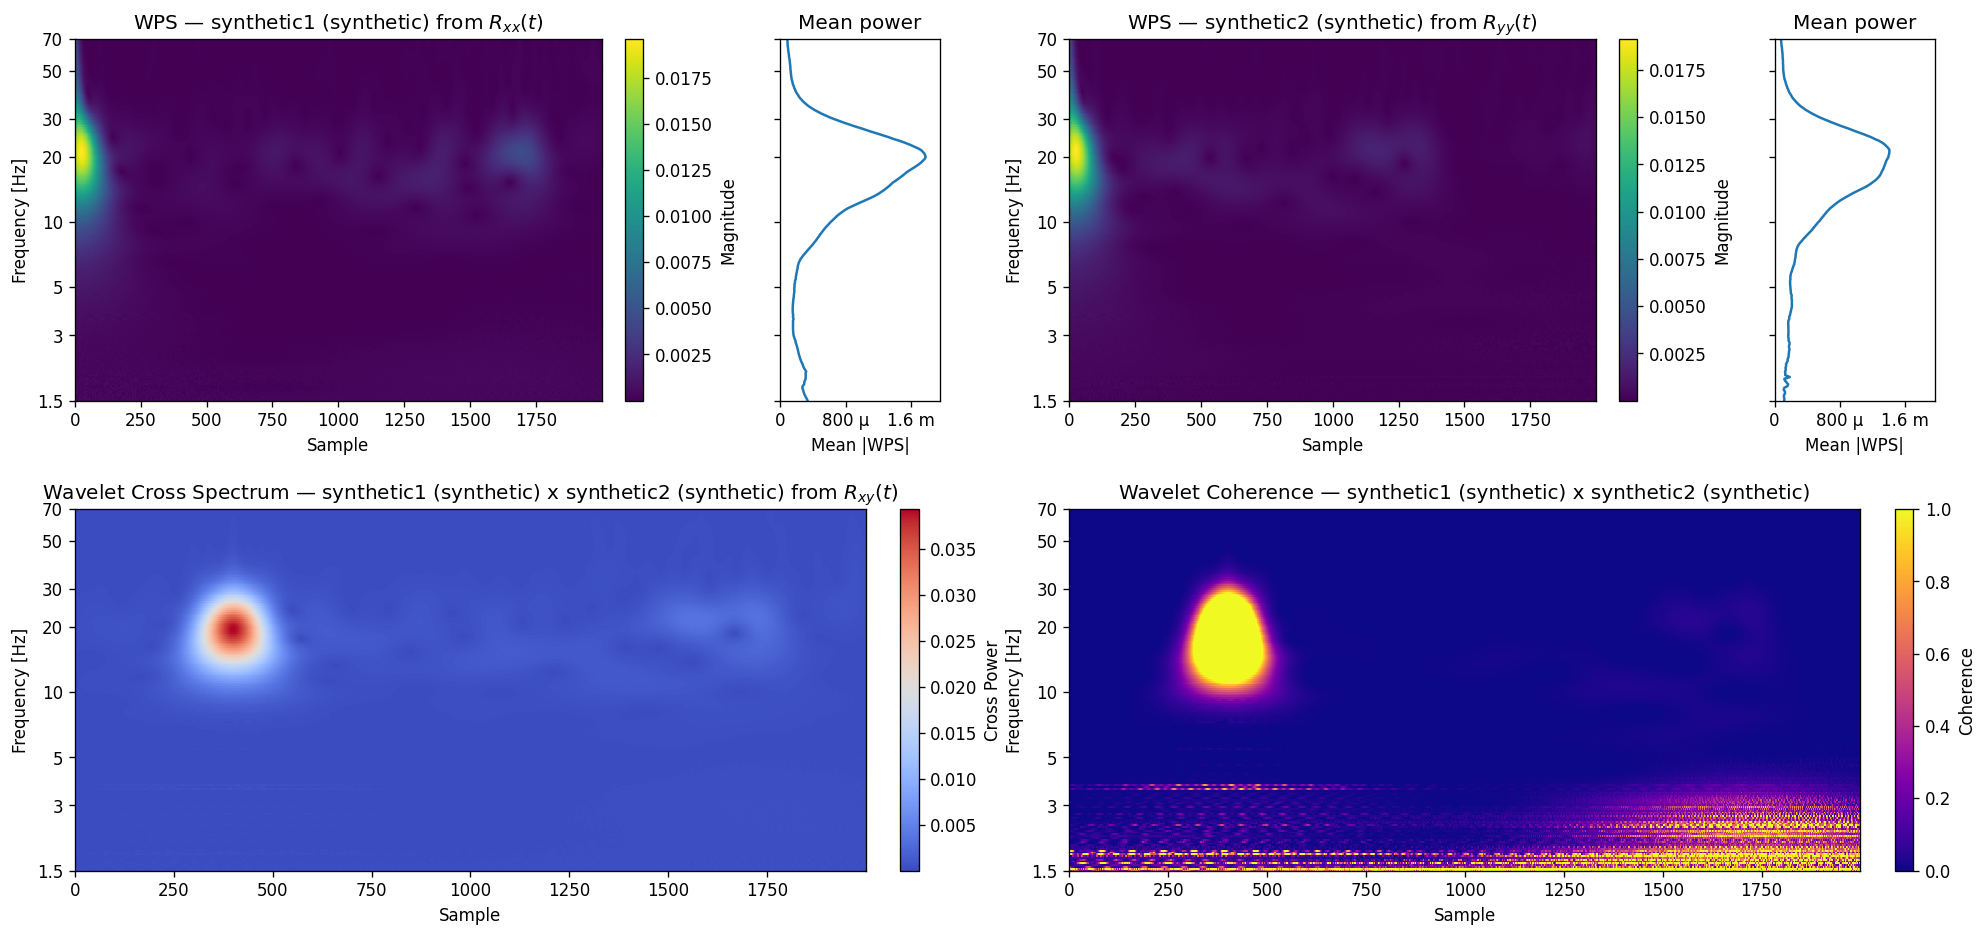 WPS — synthetic1 (synthetic) from Rxx(t)
Mean power
WPS — synthetic2 (synthetic) from Ryy(t)
Mean power
70
50
30
20
10
5
3
1.5
Frequency [Hz]
0 250 500 750 1000 1250 1500 1750
Sample
0.0175
0.0150
0.0125
0.0100
0.0075
0.0050
0.0025
Magnitude
0 800 µ 1.6 m
Mean |WPS|
70
50
30
20
10
5
3
1.5
Frequency [Hz]
0 250 500 750 1000 1250 1500 1750
Sample
0.0175
0.0150
0.0125
0.0100
0.0075
0.0050
0.0025
Magnitude
0 800 µ 1.6 m
Mean |WPS|
Wavelet Cross Spectrum — synthetic1 (synthetic) x synthetic2 (synthetic) from Rxy(t)
70
50
30
20
10
5
3
1.5
Frequency [Hz]
0 250 500 750 1000 1250 1500 1750
Sample
0.035
0.030
0.025
0.020
0.015
0.010
0.005
Cross Power
Wavelet Coherence — synthetic1 (synthetic) x synthetic2 (synthetic)
70
50
30
20
10
5
3
1.5
Frequency [Hz]
0 250 500 750 1000 1250 1500 1750
Sample
1.0
0.8
0.6
0.4
0.2
0.0
Coherence